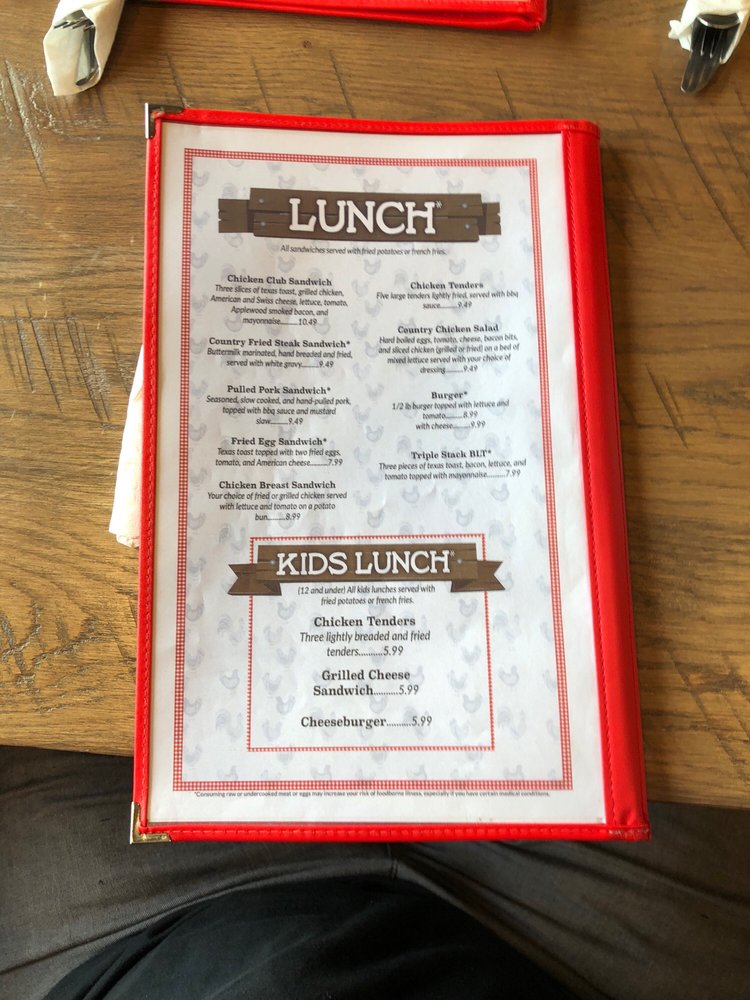 LUNCH*
All sandwiches served with fried potatoes or french fries.
Chicken Club Sandwich
Three slices of texas toast, grilled chicken,
American and Swiss cheese, lettuce, tomato,
Applewood smoked bacon, and
mayonnaise..........10.49
Country Fried Steak Sandwich*
Buttermilk marinated, hand breaded and fried,
served with white gravy..........9.49
Pulled Pork Sandwich*
Seasoned, slow cooked, and hand-pulled pork,
topped with bbq sauce and mustard
slaw..........9.49
Fried Egg Sandwich*
Texas toast topped with two fried eggs,
tomato, and American cheese..........7.99
Chicken Breast Sandwich
Your choice of fried or grilled chicken served
with lettuce and tomato on a potato
bun..........8.99
Chicken Tenders
Five large tenders lightly fried, served with bbq
sauce..........9.49
Country Chicken Salad
Hard boiled eggs, tomato, cheese, bacon bits,
and sliced chicken (grilled or fried) on a bed of
mixed lettuce served with your choice of
dressing..........9.49
Burger*
1/2 lb burger topped with lettuce and
tomato..........8.99
with cheese..........9.99
Triple Stack BLT*
Three pieces of texas toast, bacon, lettuce, and
tomato topped with mayonnaise..........7.99
KIDS LUNCH*
(12 and under) All kids lunches served with
fried potatoes or french fries.
Chicken Tenders
Three lightly breaded and fried
tenders..........5.99
Grilled Cheese
Sandwich..........5.99
Cheeseburger..........5.99
*Consuming raw or undercooked meat or eggs may increase your risk of foodborne illness, especially if you have certain medical conditions.